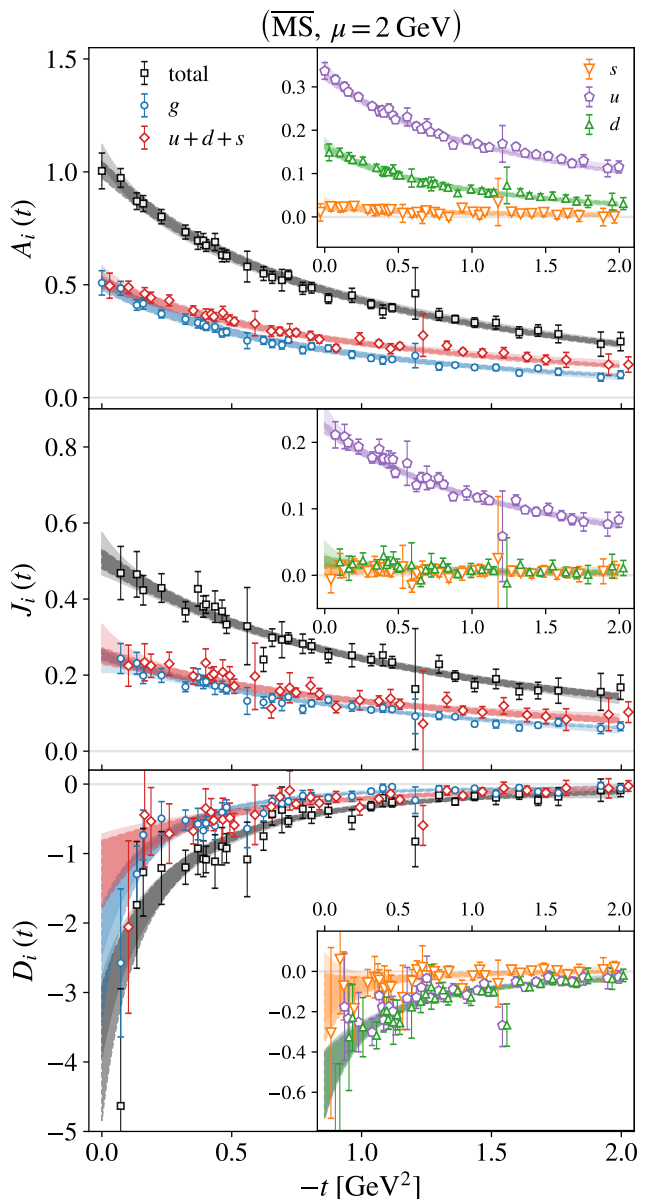 (MS̅, μ = 2 GeV)
1.5
1.0
0.5
0.0
A_i (t)
total
g
u + d + s
0.3
0.2
0.1
0.0
s
u
d
0.0 0.5 1.0 1.5 2.0
0.8
0.6
0.4
0.2
0.0
J_i (t)
0.2
0.1
0.0
0.0 0.5 1.0 1.5 2.0
0
−1
−2
−3
−4
−5
D_i (t)
0.0 0.5 1.0 1.5 2.0
0.0
−0.2
−0.4
−0.6
0.0 0.5 1.0 1.5 2.0
−t [GeV²]